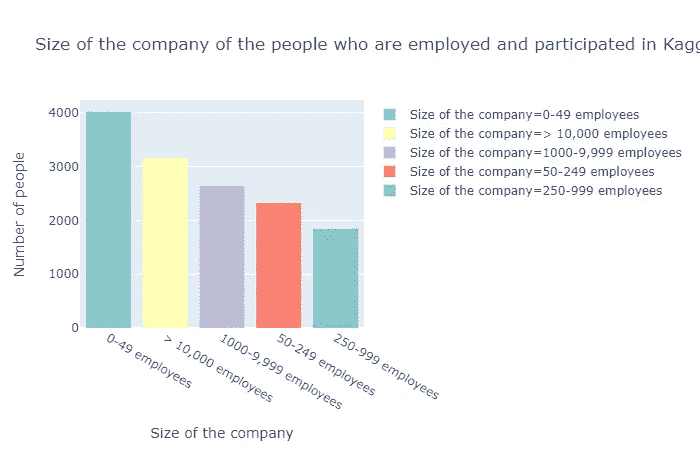 Size of the company of the people who are employed and participated in Kagg
4000
3000
2000
1000
0
Number of people
0-49 employees
> 10,000 employees
1000-9,999 employees
50-249 employees
250-999 employees
Size of the company
Size of the company=0-49 employees
Size of the company=> 10,000 employees
Size of the company=1000-9,999 employees
Size of the company=50-249 employees
Size of the company=250-999 employees